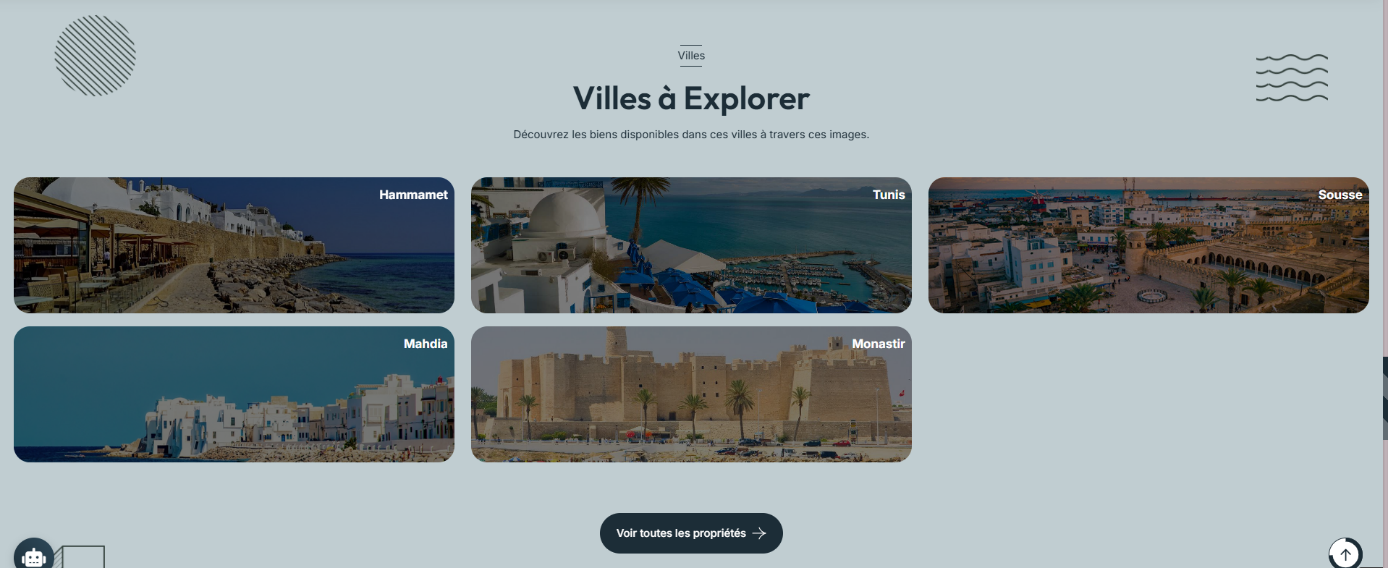 Villes
Villes à Explorer
Découvrez les biens disponibles dans ces villes à travers ces images.
Hammamet
Tunis
Sousse
Mahdia
Monastir
Voir toutes les propriétés